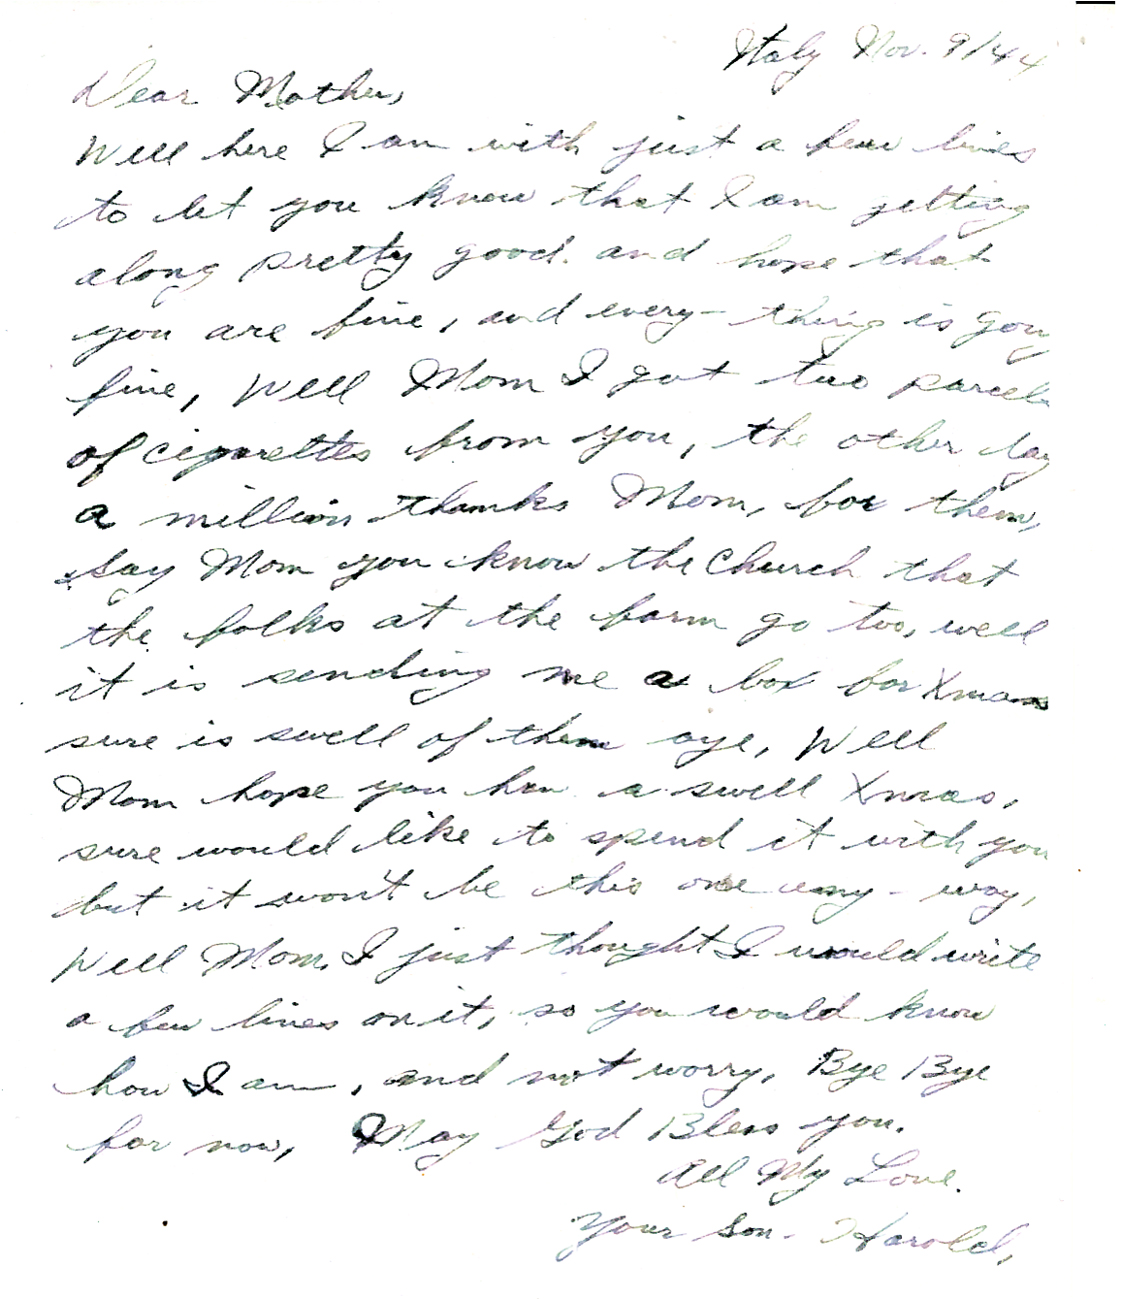 Italy Nov. 9/44
Dear Mother,
Well here I am with just a few lines
to let you know that I am getting
along pretty good. and hope that
you are fine, and every-thing is going
fine, Well Mom I got two parcels
of cigarettes from you, the other day
a million thanks Mom, for them,
say Mom you know the Church that
the folks at the farm go too, well
it is sending me a box for Xmas
sure is swell of them aye, Well
Mom hope you have a swell Xmas,
sure would like to spend it with you
but it won't be this one any-way,
Well Mom, I just thought I would write
a few lines on it, so you would know
how I am, and not worry, Bye Bye
for now, May God Bless you.
All My Love.
Your Son. Harold,